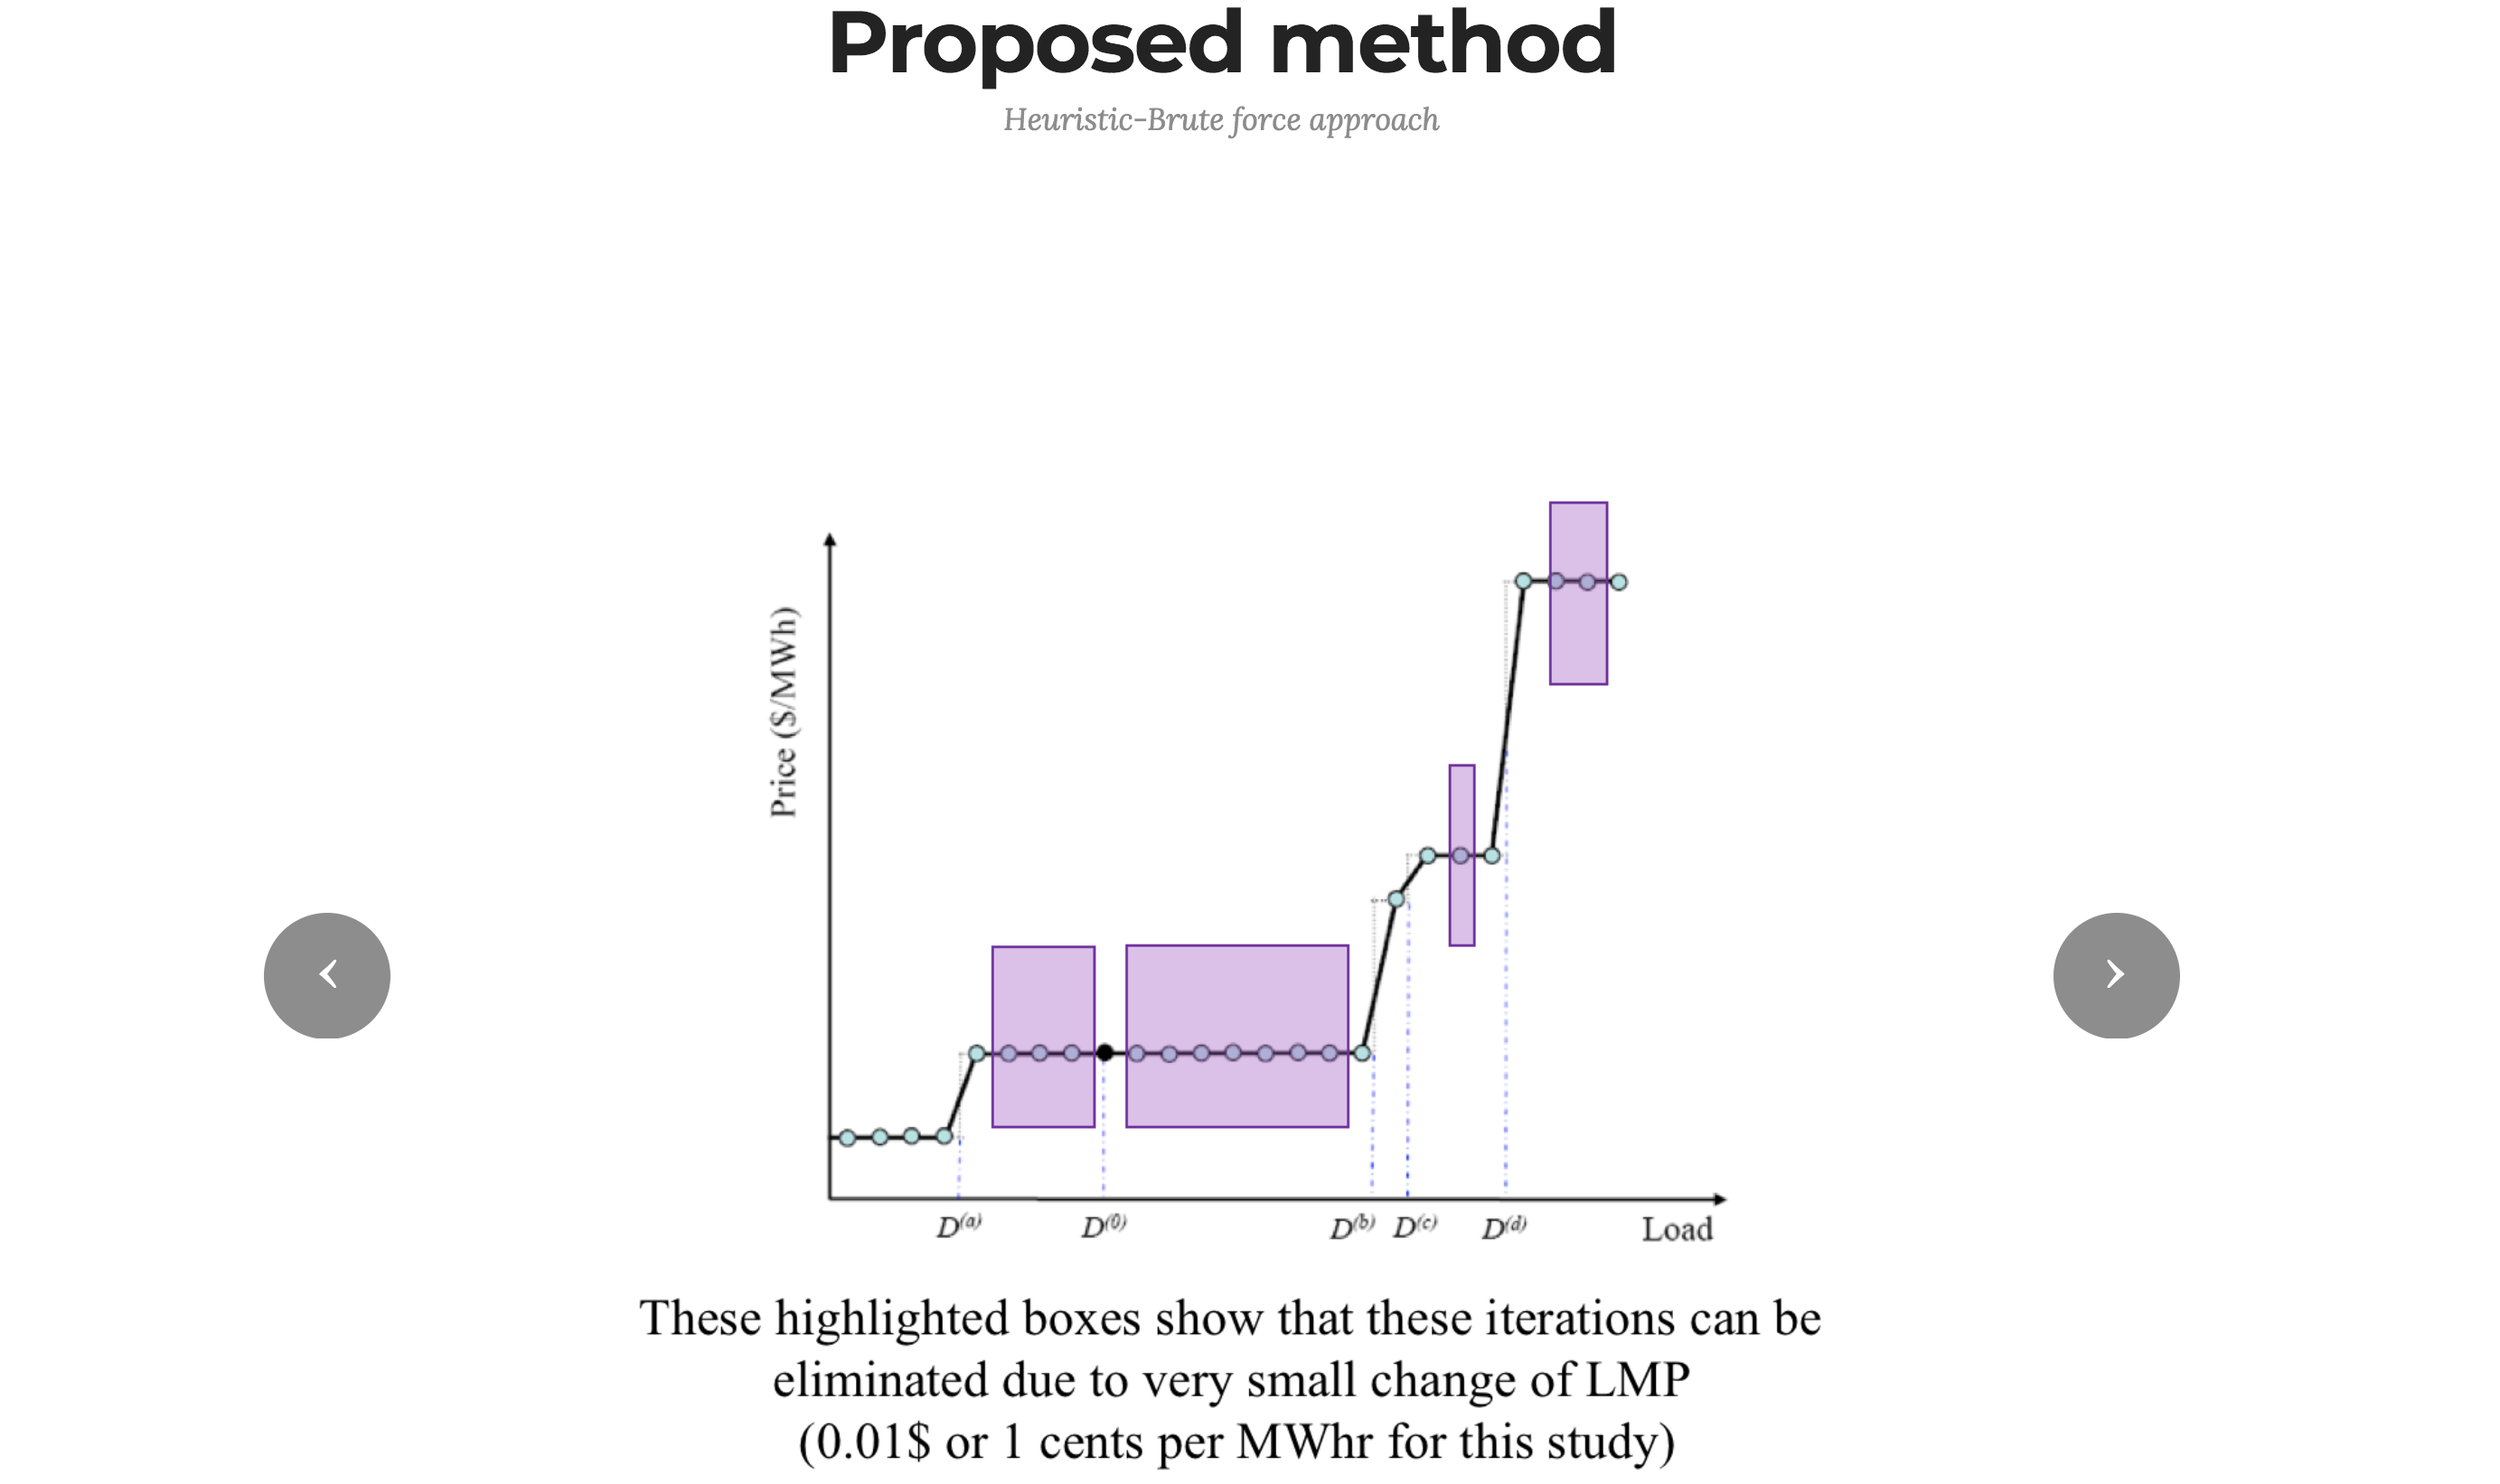 Proposed method
Heuristic-Brute force approach
Price ($/MWh)
D(a) D(0) D(b) D(c) D(d) Load
These highlighted boxes show that these iterations can be
eliminated due to very small change of LMP
(0.01$ or 1 cents per MWhr for this study)